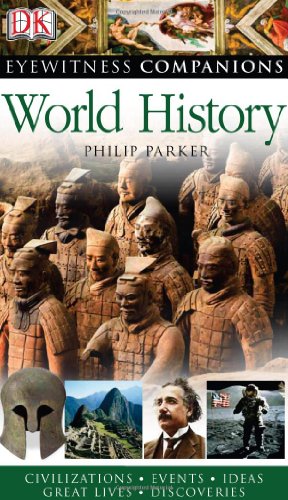 DK
EYEWITNESS COMPANIONS
World History
PHILIP PARKER
CIVILIZATIONS • EVENTS • IDEAS
GREAT LIVES • DISCOVERIES